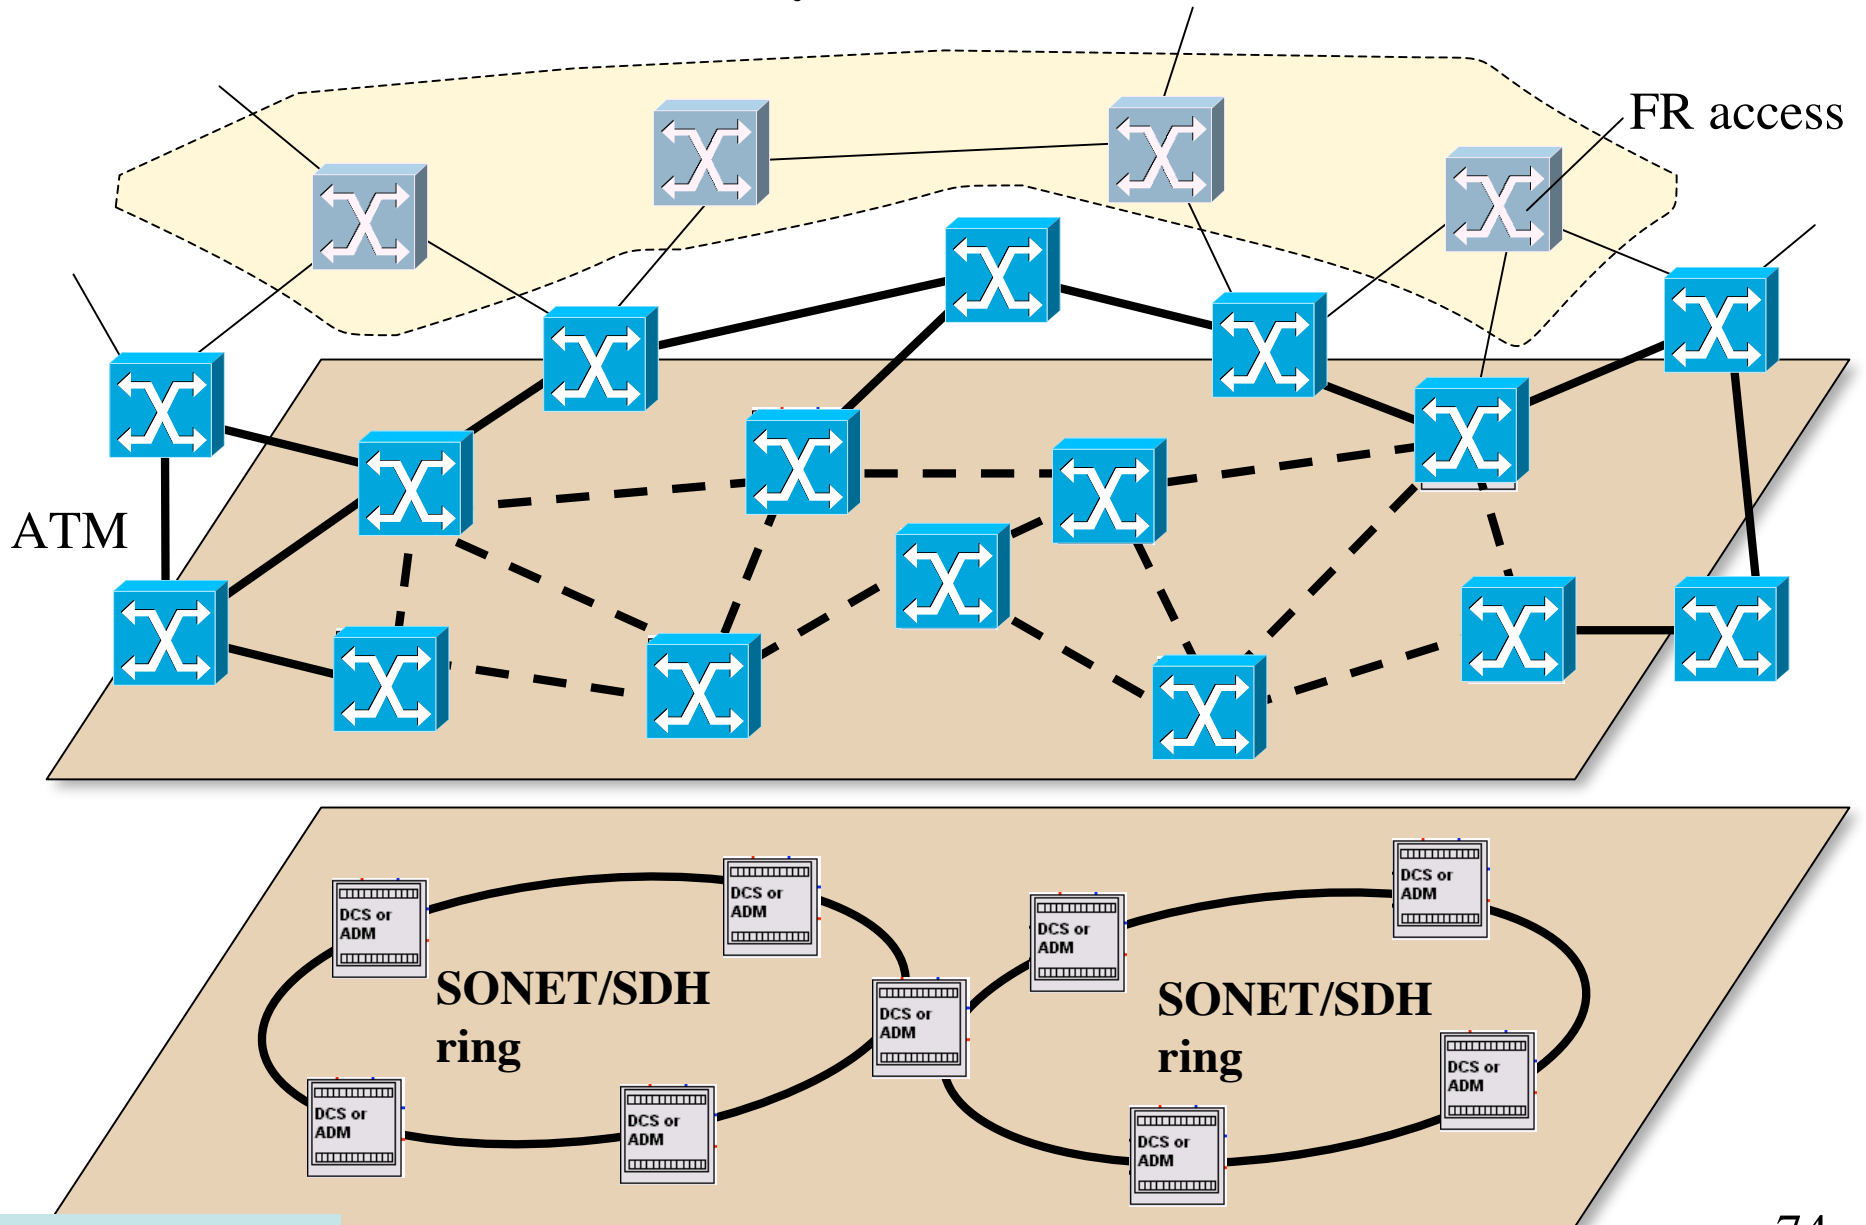 FR access
ATM
DCS or
ADM
DCS or
ADM
DCS or
ADM
DCS or
ADM
SONET/SDH
ring
DCS or
ADM
SONET/SDH
ring
DCS or
ADM
DCS or
ADM
DCS or
ADM
DCS or
ADM
74